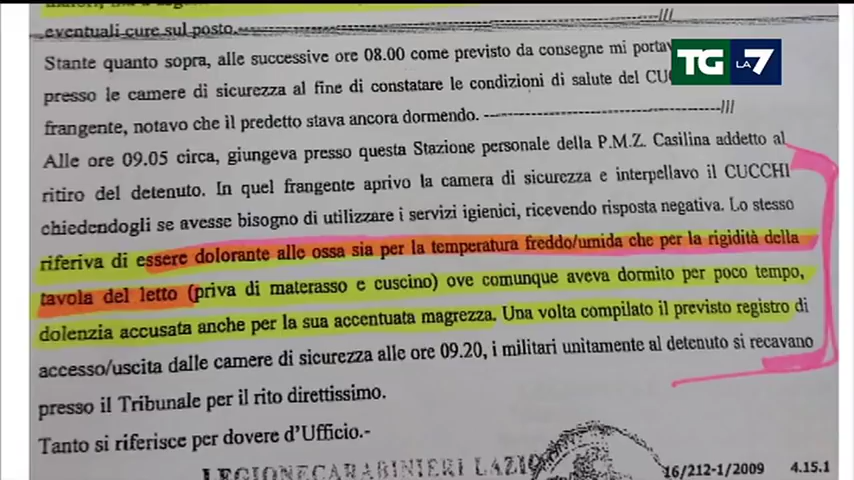 eventuali cure sul posto.---///
Stante quanto sopra, alle successive ore 08.00 come previsto da consegne mi
TG LA 7
presso le camere di sicurezza al fine di constatare le condizioni di salute del
frangente, notavo che il predetto stava ancora dormendo. ---///
Alle ore 09.05 circa, giungeva presso questa Stazione personale della P.M.Z. Casilina addetto al
ritiro del detenuto. In quel frangente aprivo la camera di sicurezza e interpellavo il CUCCHI
chiedendogli se avesse bisogno di utilizzare i servizi igienici, ricevendo risposta negativa. Lo stesso
riferiva di essere dolorante alle ossa sia per la temperatura freddo/umida che per la rigidità della
tavola del letto (priva di materasso e cuscino) ove comunque aveva dormito per poco tempo,
dolenzia accusata anche per la sua accentuata magrezza. Una volta compilato il previsto registro di
accesso/uscita dalle camere di sicurezza alle ore 09.20, i militari unitamente al detenuto si recavano
presso il Tribunale per il rito direttissimo.
Tanto si riferisce per dovere d'Ufficio.-
LEGIONE CARABINIERI LAZIO
16/212-1/2009 4.15.1